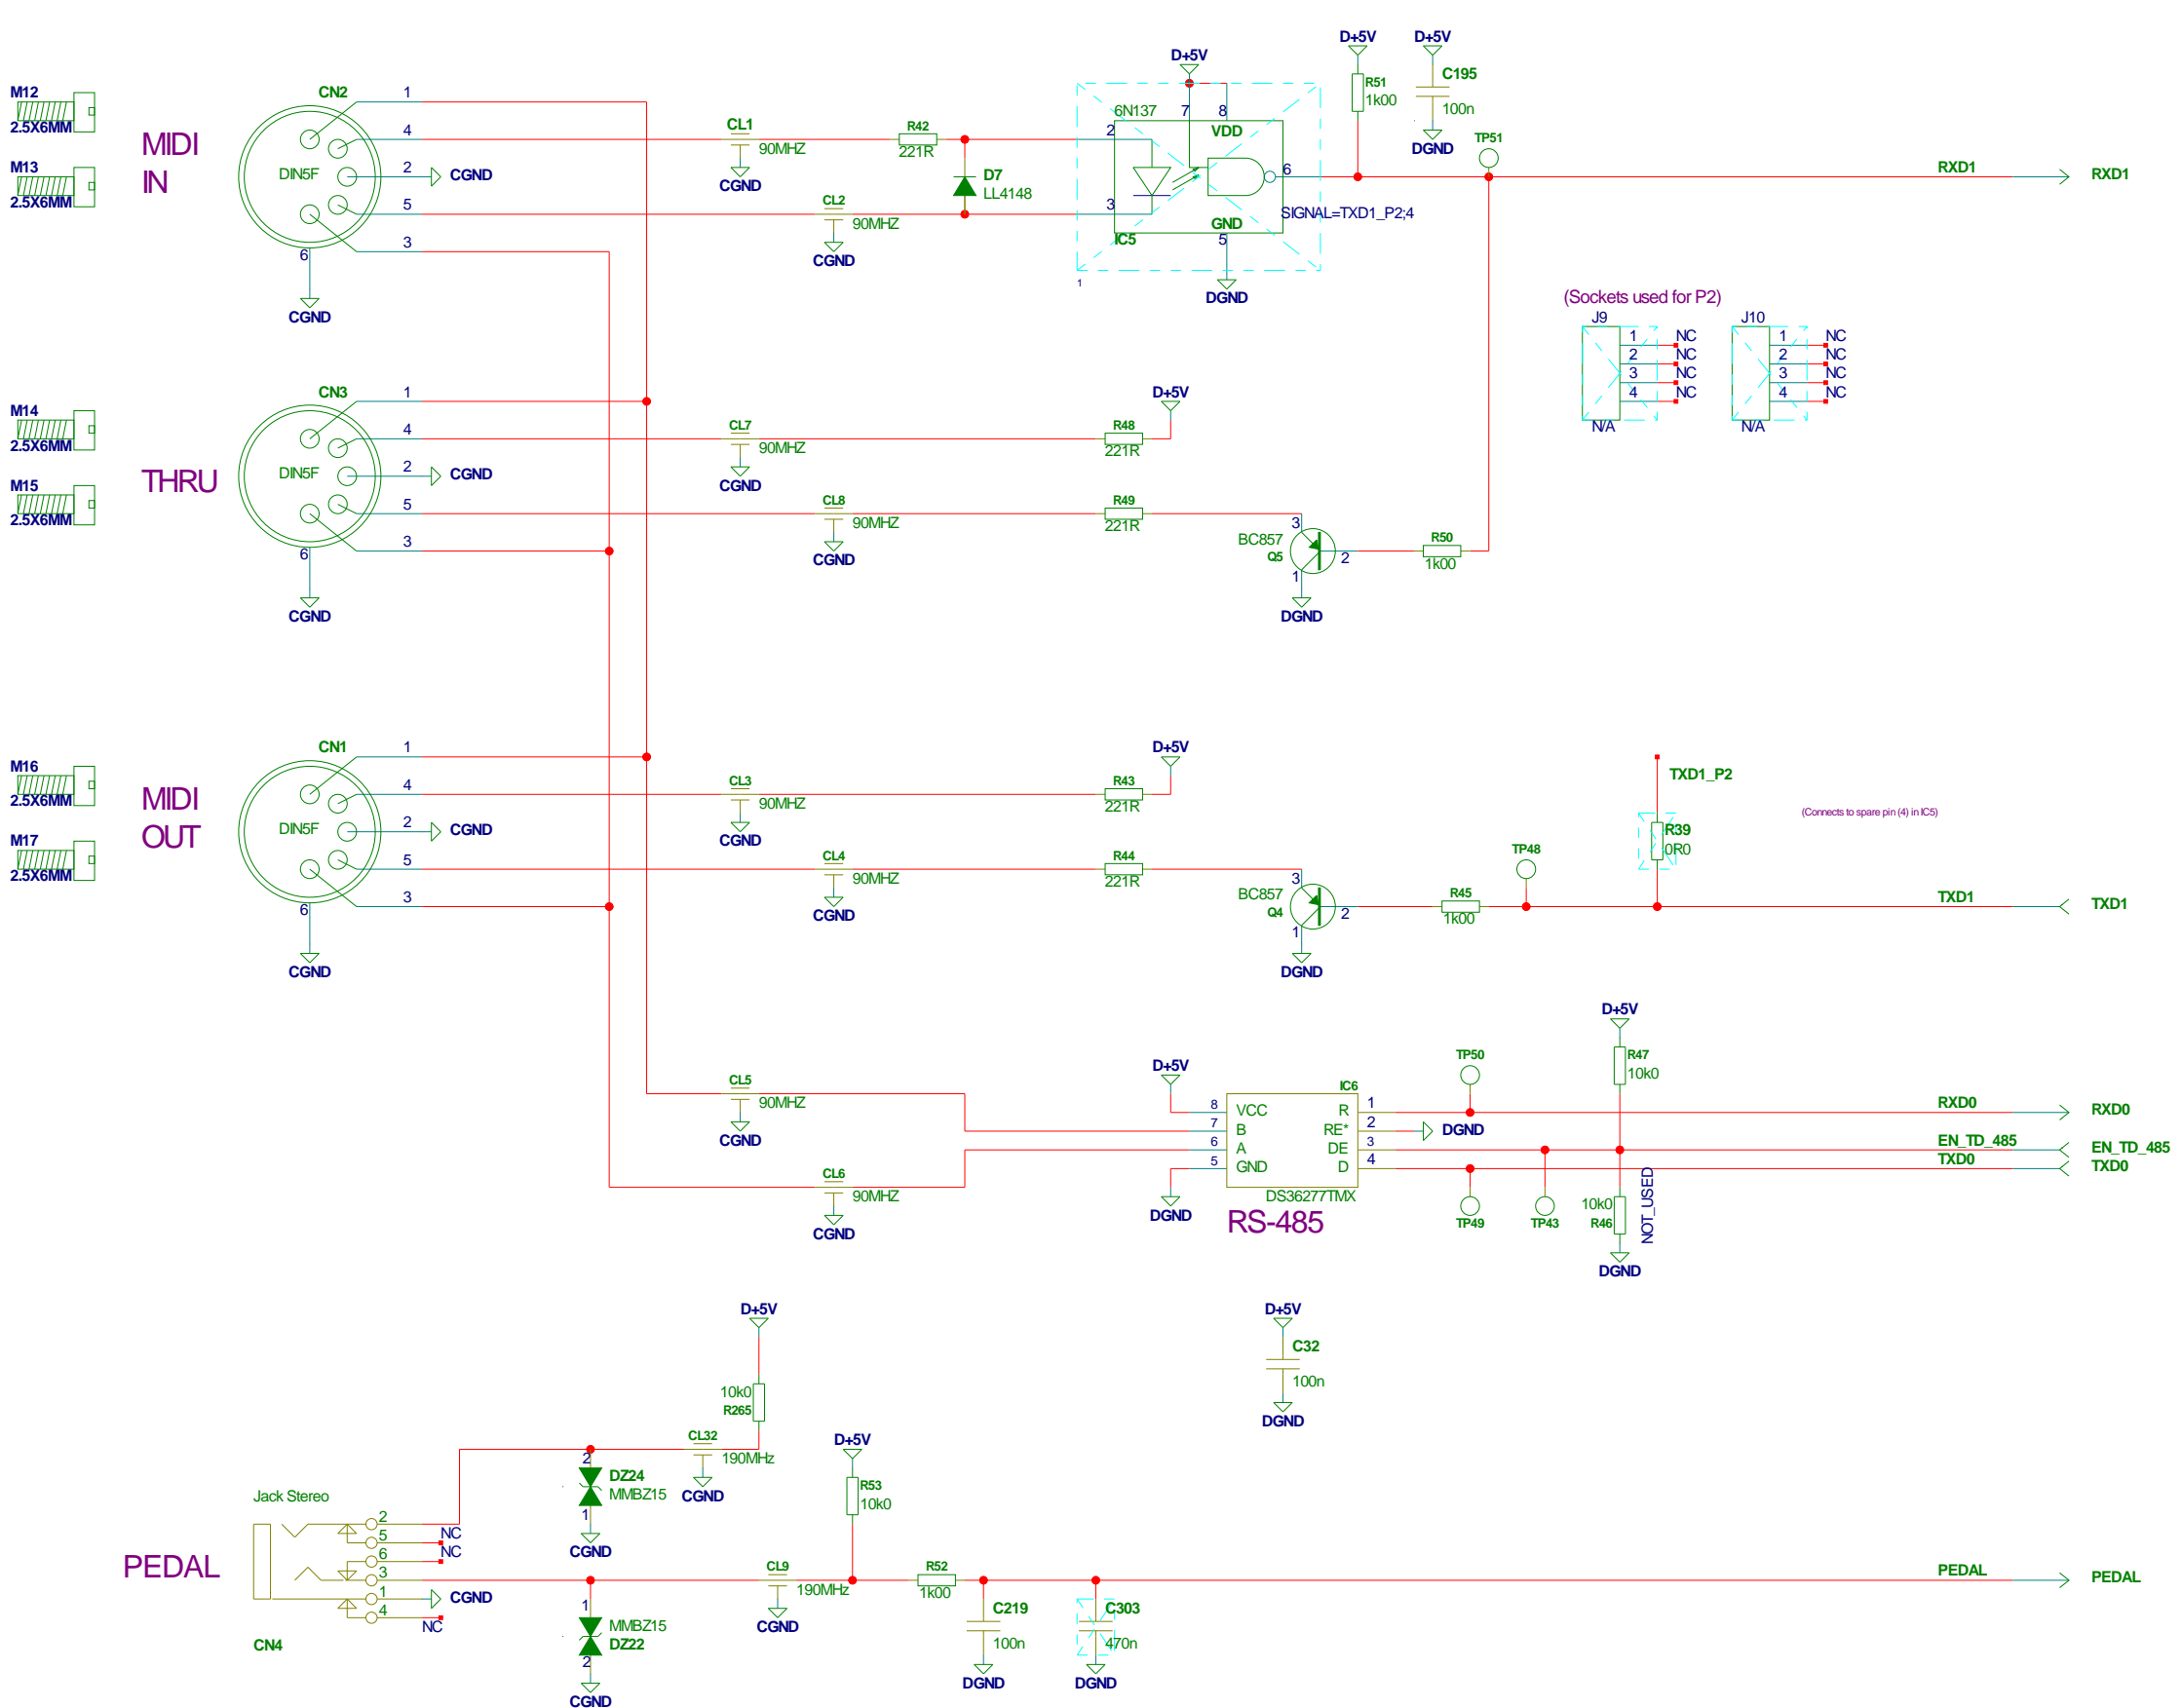 M12
2.5X6MM
M13
2.5X6MM
MIDI
IN
CN2
DIN5F
1
4
2
5
3
6
CGND
CGND
CL1
90MHZ
CGND
CL2
90MHZ
CGND
R42
221R
D7
LL4148
D+5V
6N137
7
8
VDD
2
3
6
GND
5
IC5
1
DGND
SIGNAL=TXD1_P2;4
D+5V
R51
1k00
D+5V
C195
100n
DGND
TP51
RXD1
RXD1
(Sockets used for P2)
J9
1
NC
2
NC
3
NC
4
NC
N/A
J10
1
NC
2
NC
3
NC
4
NC
N/A
M14
2.5X6MM
M15
2.5X6MM
THRU
CN3
DIN5F
1
4
2
5
3
6
CGND
CGND
CL7
90MHZ
CGND
CL8
90MHZ
CGND
D+5V
R48
221R
R49
221R
BC857
Q5
3
2
1
DGND
R50
1k00
M16
2.5X6MM
M17
2.5X6MM
MIDI
OUT
CN1
DIN5F
1
4
2
5
3
6
CGND
CGND
CL3
90MHZ
CGND
CL4
90MHZ
CGND
D+5V
R43
221R
R44
221R
BC857
Q4
3
2
1
DGND
R45
1k00
TP48
TXD1_P2
R39
0R0
(Connects to spare pin (4) in IC5)
TXD1
TXD1
CL5
90MHZ
CGND
CL6
90MHZ
CGND
D+5V
DGND
IC6
8
VCC
R
1
7
B
RE*
2
6
A
DE
3
5
GND
D
4
DS36277TMX
RS-485
DGND
TP50
TP49
TP43
D+5V
R47
10k0
10k0
R46
NOT_USED
DGND
RXD0
RXD0
EN_TD_485
EN_TD_485
TXD0
TXD0
D+5V
C32
100n
DGND
PEDAL
Jack Stereo
2
5
NC
6
NC
3
1
CGND
4
NC
CN4
D+5V
10k0
R265
CL32
190MHz
CGND
2
DZ24
MMBZ15
1
CGND
1
MMBZ15
DZ22
2
CGND
CL9
190MHz
CGND
D+5V
R53
10k0
R52
1k00
C219
100n
DGND
C303
470n
DGND
PEDAL
PEDAL